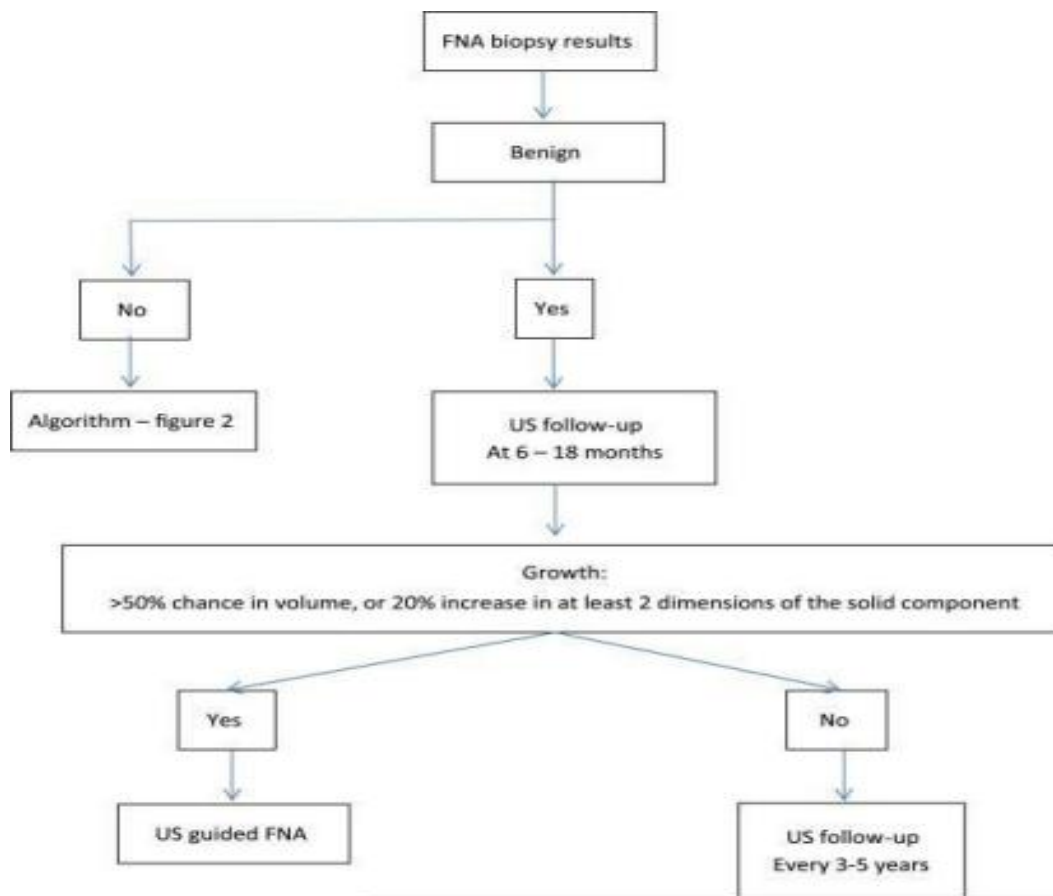 FNA biopsy results
Benign
No
Yes
Algorithm – figure 2
US follow-up
At 6 – 18 months
Growth:
>50% chance in volume, or 20% increase in at least 2 dimensions of the solid component
Yes
No
US guided FNA
US follow-up
Every 3-5 years